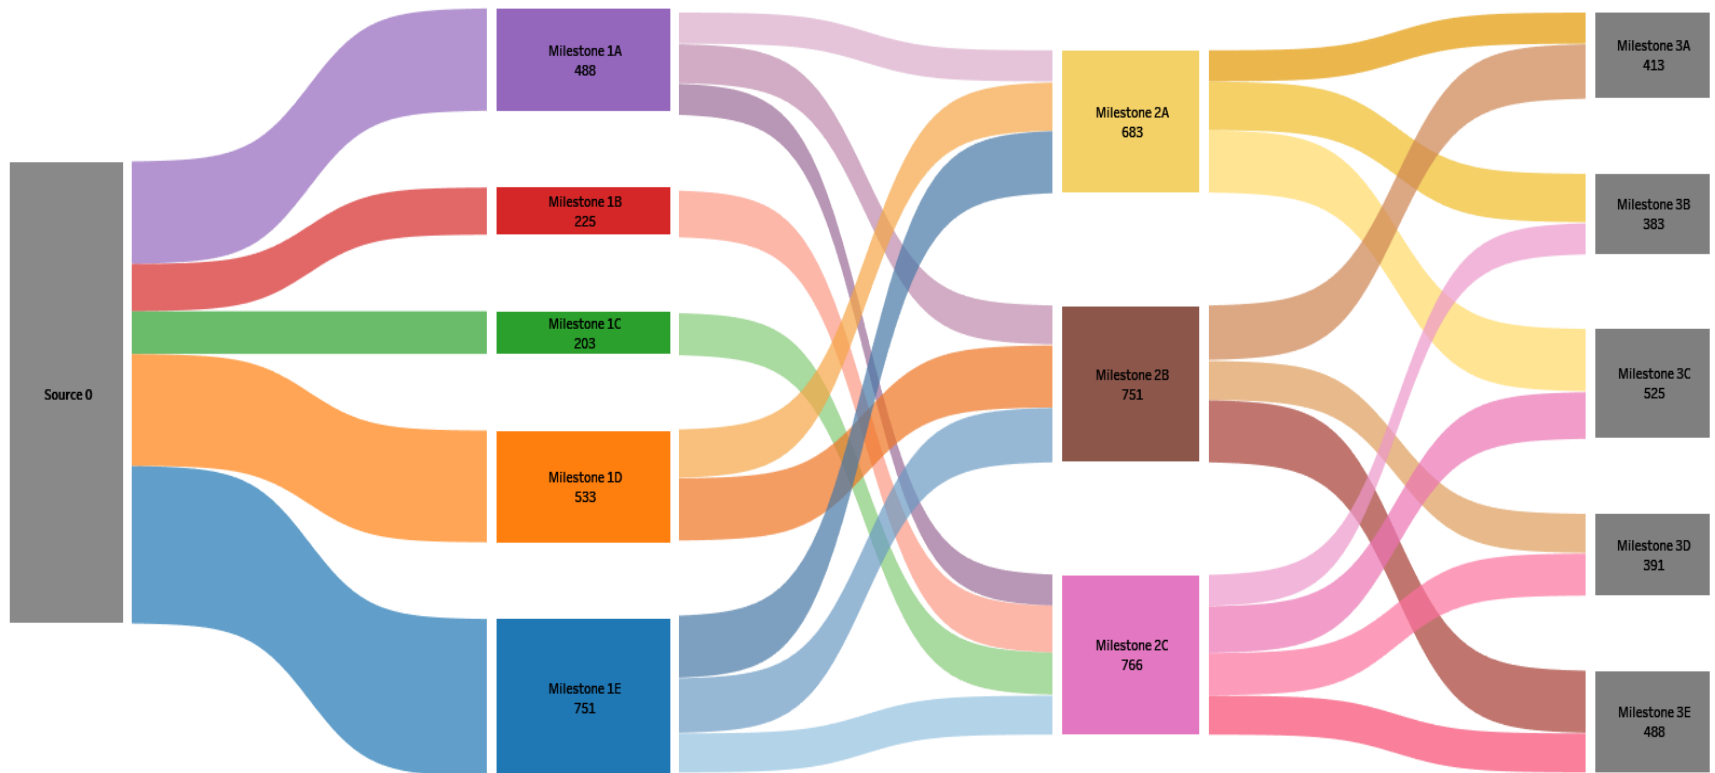 Source 0
Milestone 1A
488
Milestone 1B
225
Milestone 1C
203
Milestone 1D
533
Milestone 1E
751
Milestone 2A
683
Milestone 2B
751
Milestone 2C
766
Milestone 3A
413
Milestone 3B
383
Milestone 3C
525
Milestone 3D
391
Milestone 3E
488